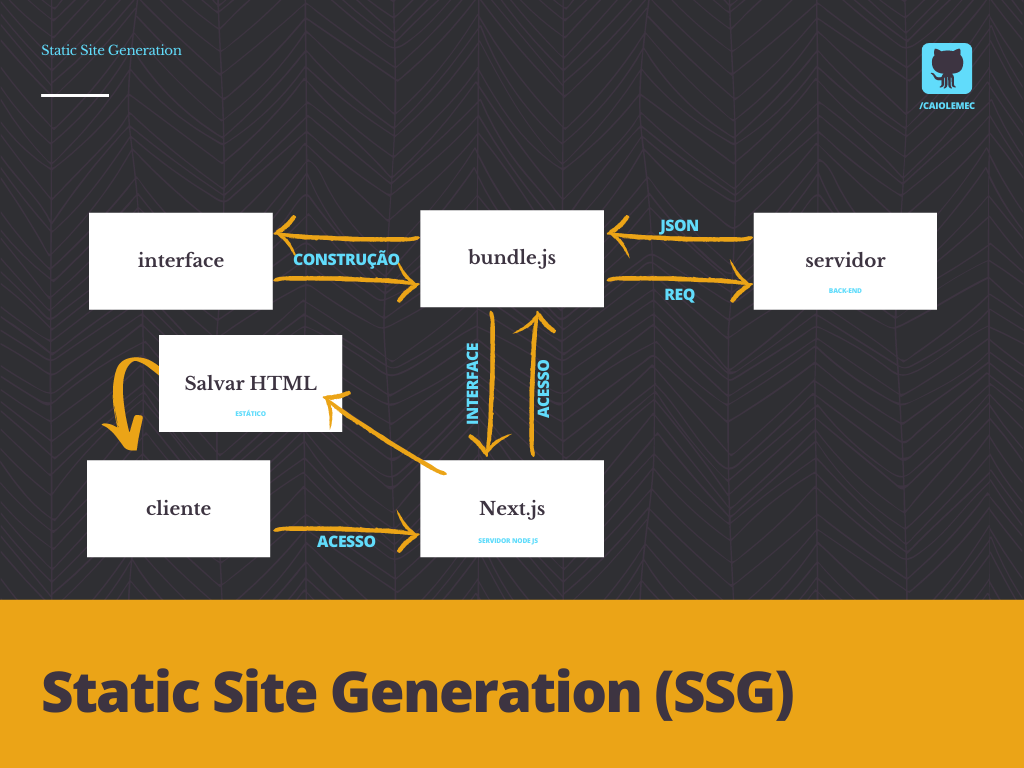 Static Site Generation
/CAIOLEMEC
interface
CONSTRUÇÃO
bundle.js
JSON
REQ
servidor
BACK-END
Salvar HTML
ESTÁTICO
INTERFACE
ACESSO
cliente
ACESSO
Next.js
SERVIDOR NODE JS
Static Site Generation (SSG)